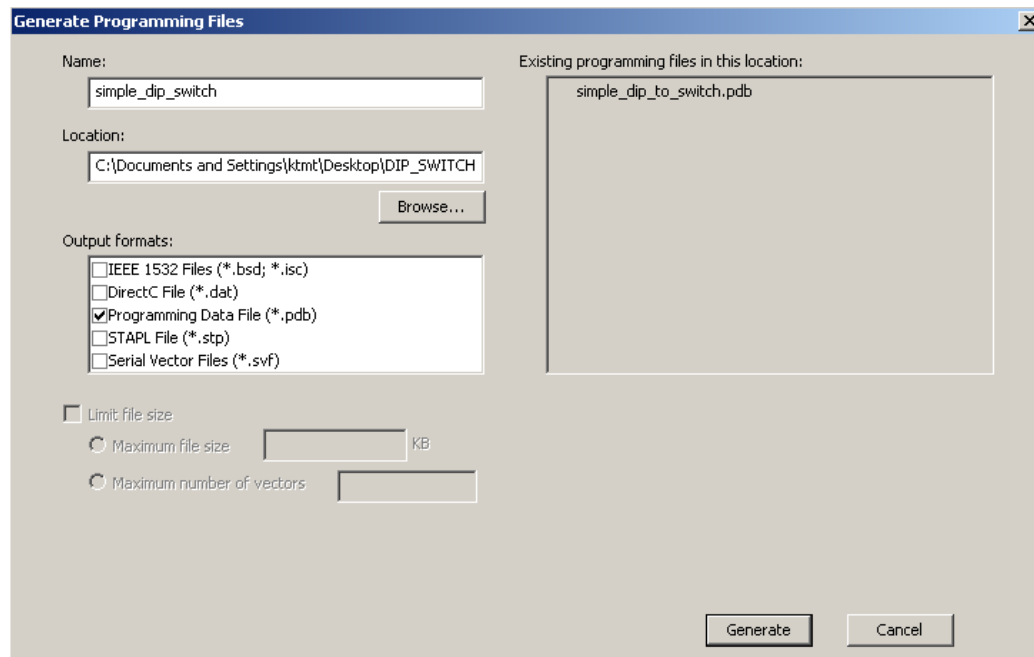 Generate Programming Files
Name:
simple_dip_switch
Location:
C:\Documents and Settings\ktmt\Desktop\DIP_SWITCH
Browse...
Output formats:
IEEE 1532 Files (*.bsd; *.isc)
DirectC File (*.dat)
Programming Data File (*.pdb)
STAPL File (*.stp)
Serial Vector Files (*.svf)
Limit file size
Maximum file size
KB
Maximum number of vectors
Existing programming files in this location:
simple_dip_to_switch.pdb
Generate
Cancel